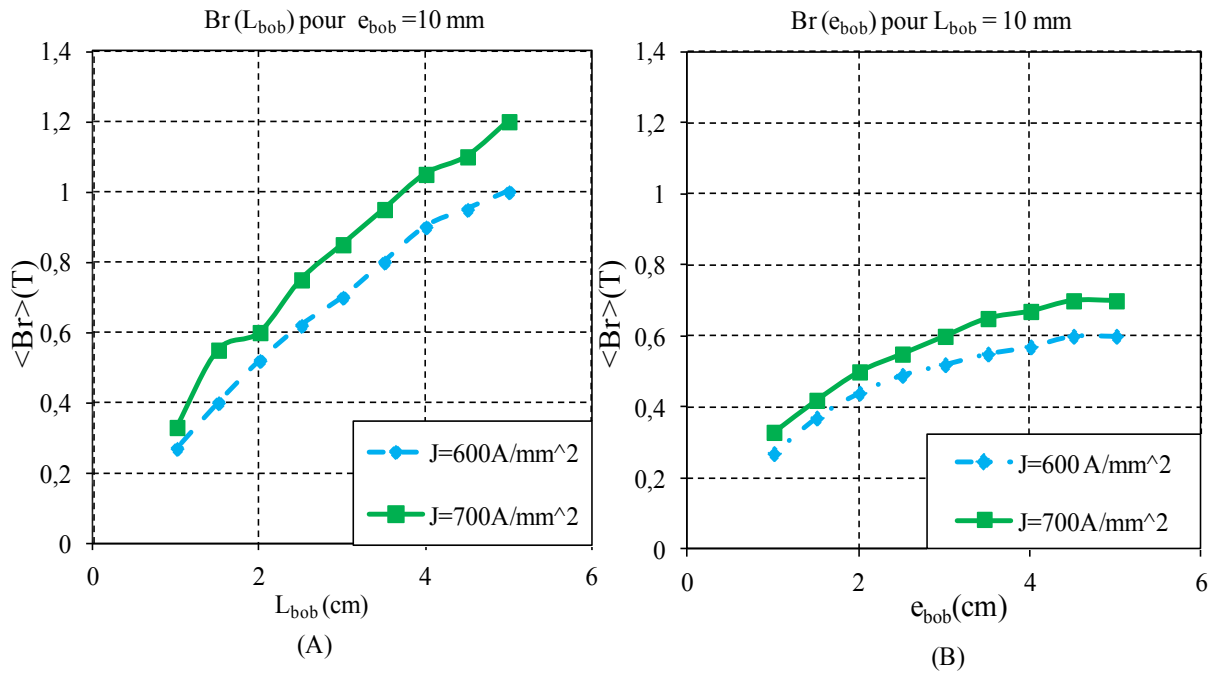 Br (L_bob) pour e_bob =10 mm
1,4
1,2
1
0,8
0,6
0,4
0,2
0
<Br>(T)
J=600A/mm^2
J=700A/mm^2
0 2 4 6
L_bob (cm)
(A)
Br (e_bob) pour L_bob = 10 mm
1,4
1,2
1
0,8
0,6
0,4
0,2
0
<Br>(T)
J=600 A/mm^2
J=700A/mm^2
0 2 4 6
e_bob(cm)
(B)